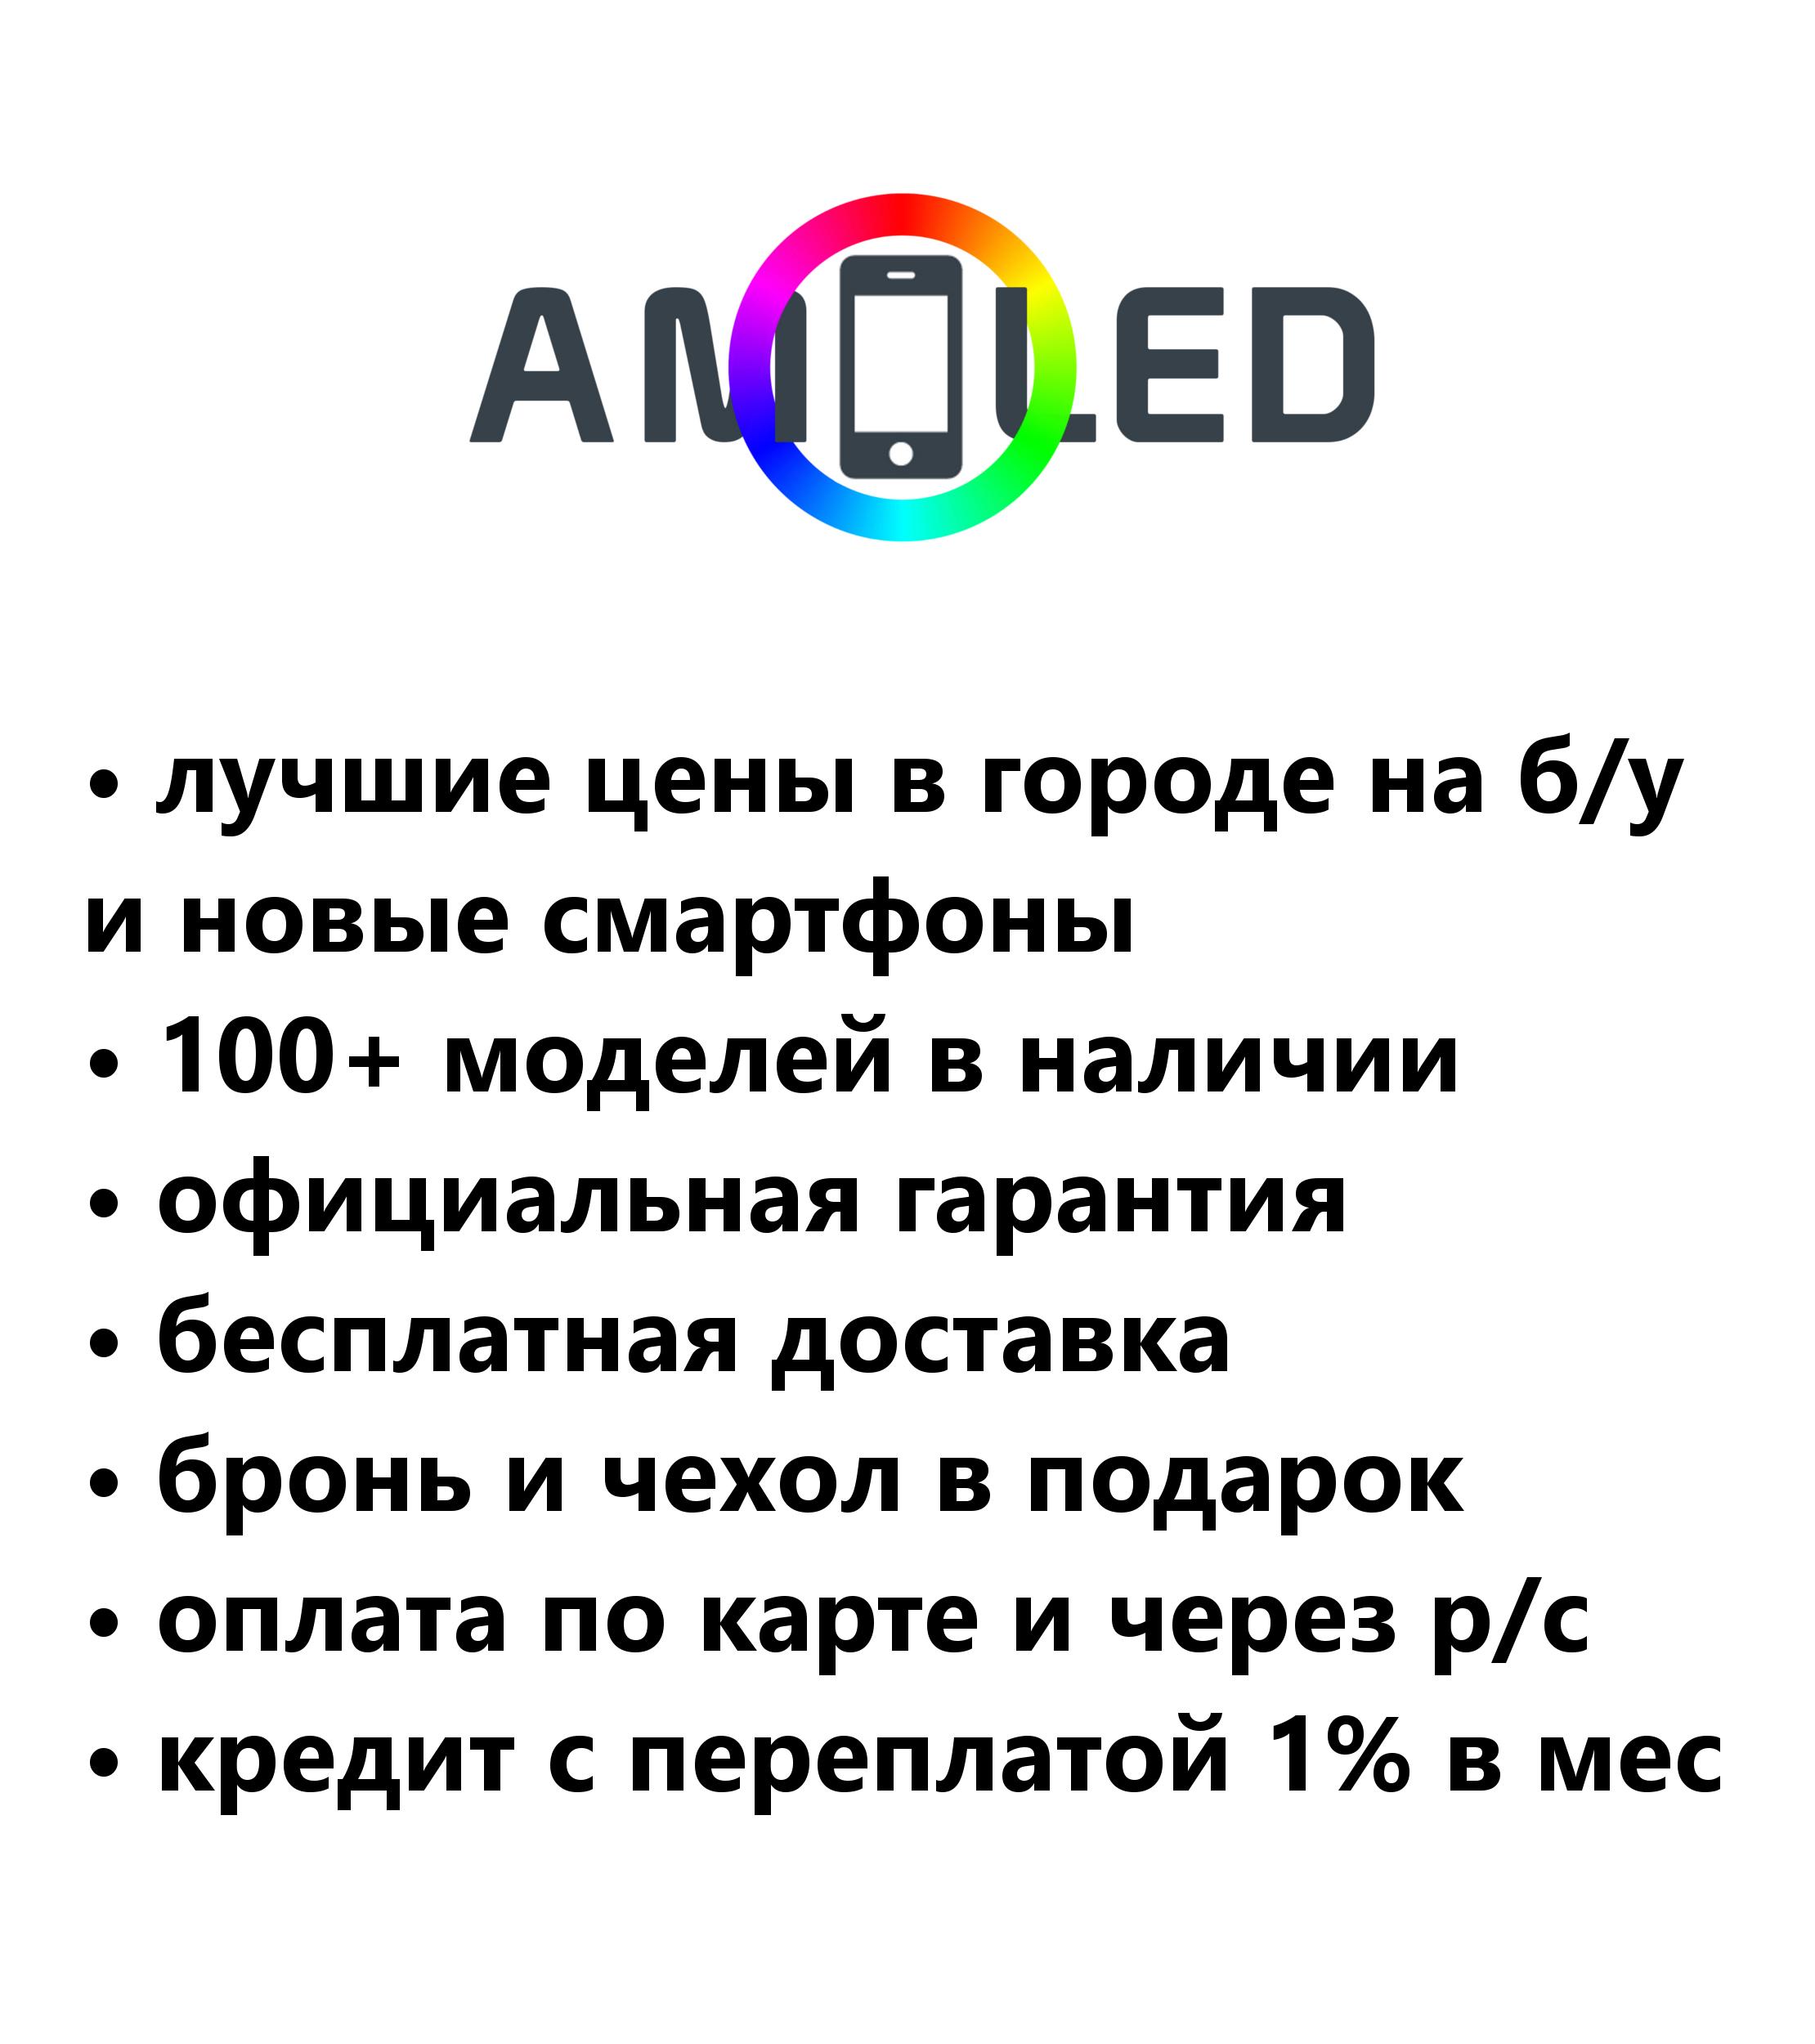 AMOLED
• лучшие цены в городе на б/у
и новые смартфоны
• 100+ моделей в наличии
• официальная гарантия
• бесплатная доставка
• бронь и чехол в подарок
• оплата по карте и через р/с
• кредит с переплатой 1% в мес